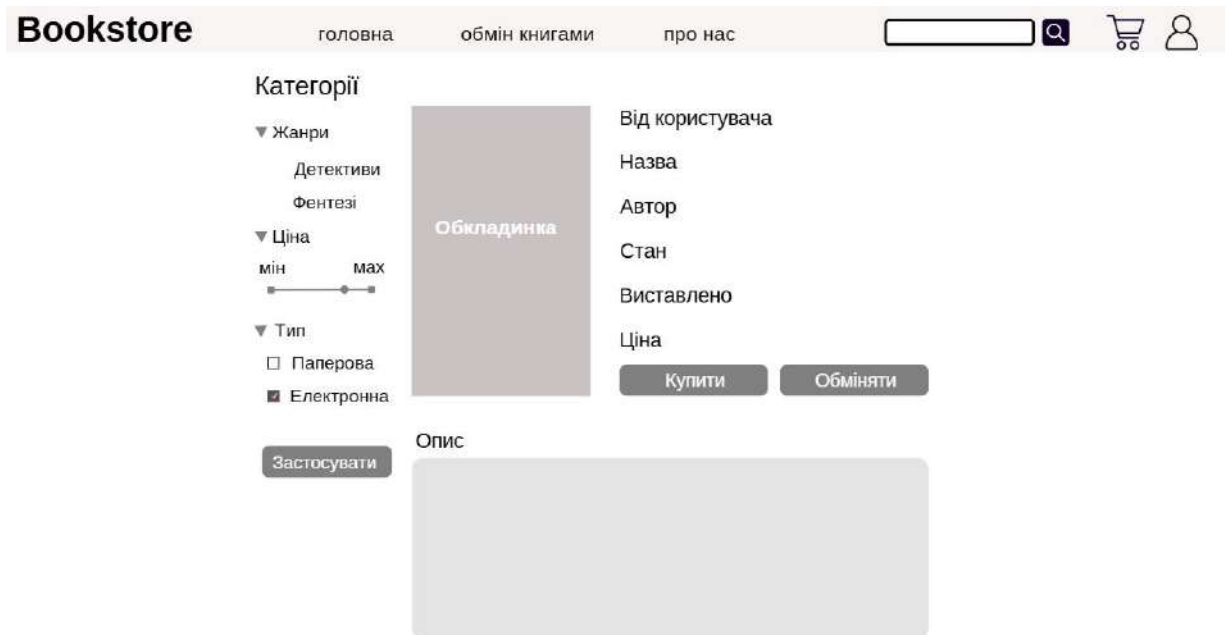 Bookstore
головна
обмін книгами
про нас
Категорії
Жанри
Детективи
Фентезі
Ціна
мін мах
Тип
Паперова
Електронна
Застосувати
Обкладинка
Від користувача
Назва
Автор
Стан
Виставлено
Ціна
Купити
Обміняти
Опис